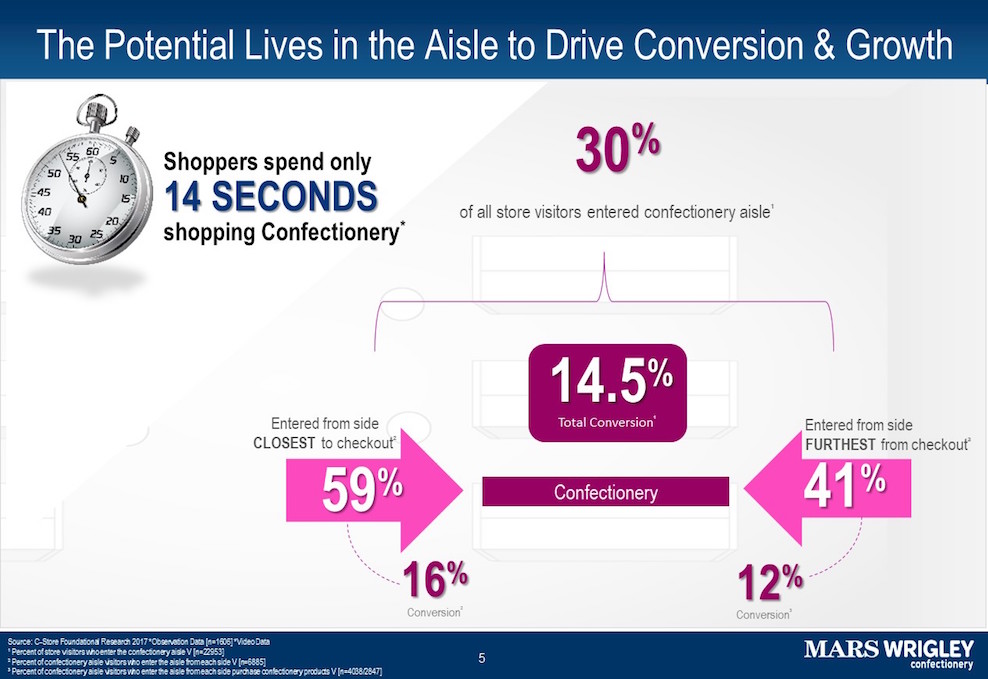 The Potential Lives in the Aisle to Drive Conversion & Growth
60
5
10
15
20
25
30
35
40
45
50
55
Shoppers spend only
14 SECONDS
shopping Confectionery*
30%
of all store visitors entered confectionery aisle¹
14.5%
Total Conversion¹
Entered from side
CLOSEST to checkout²
59%
16%
Conversion³
Confectionery
Entered from side
FURTHEST from checkout²
41%
12%
Conversion³
Source: C-Store Foundational Research 2017 *Observation Data [n=1606] ⱽVideo Data
¹ Percent of store visitors who enter the confectionery aisle V [n=22953]
² Percent of confectionery aisle visitors who enter the aisle from each side V [n=6885]
³ Percent of confectionery aisle visitors who enter the aisle from each side purchase confectionery products V [n=4038/2847]
5
MARS WRIGLEY
confectionery